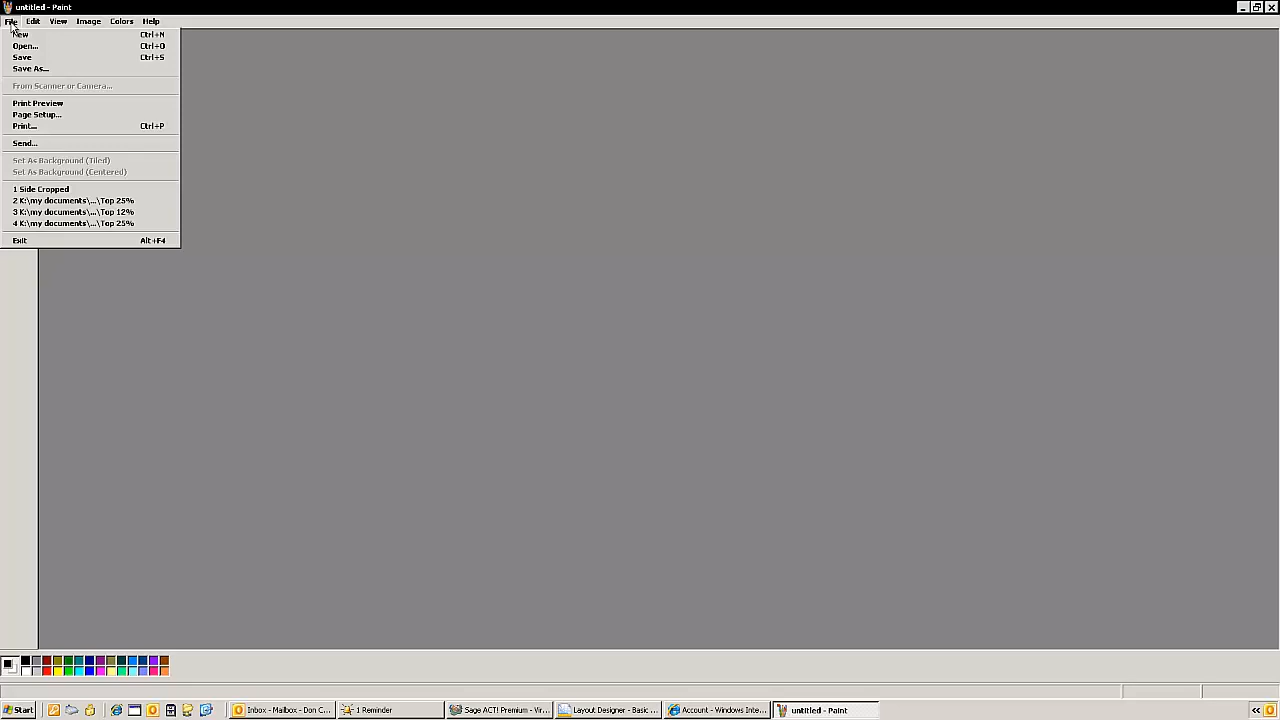 untitled - Paint
File Edit View Image Colors Help
New Ctrl+N
Open... Ctrl+O
Save Ctrl+S
Save As...
From Scanner or Camera...
Print Preview
Page Setup...
Print... Ctrl+P
Send...
Set As Background (Tiled)
Set As Background (Centered)
1 Side Cropped
2 K:\my documents\...\Top 25%
3 K:\my documents\...\Top 12%
4 K:\my documents\...\Top 25%
Exit Alt+F4
Start Inbox - Mailbox - Don C... 1 Reminder Sage ACT! Premium - Vir... Layout Designer - Basic ... Account - Windows Inte... untitled - Paint